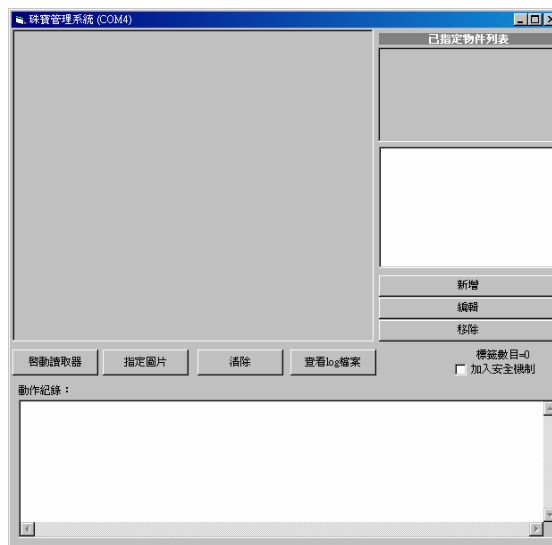 珠寶管理系統 (COM4)
已指定物件列表
新增
編輯
移除
啓動讀取器
指定圖片
清除
查看log檔案
標籤數目=0
加入安全機制
動作紀錄：